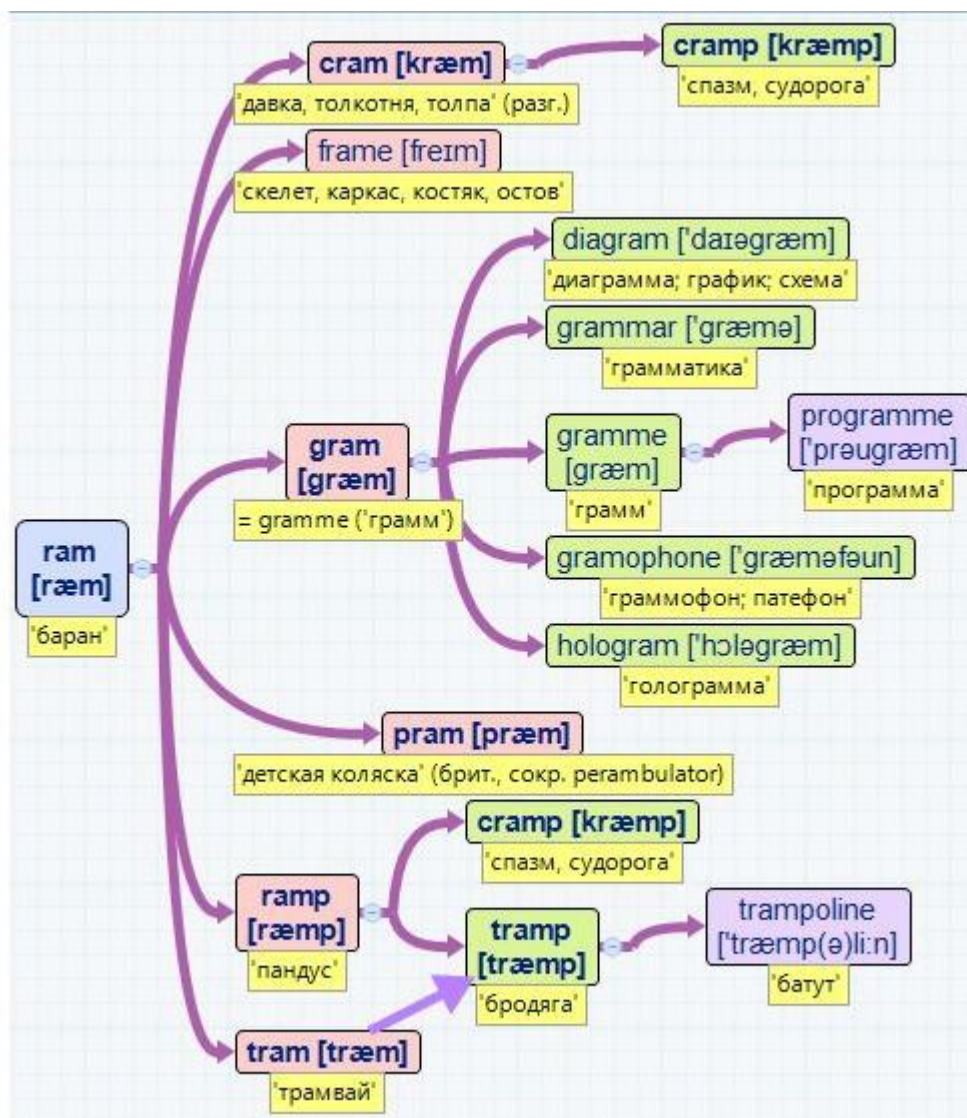 cram [kræm]
'давка, толкотня, толпа' (разг.)
cramp [kræmp]
'спазм, судорога'
frame [freɪm]
'скелет, каркас, костяк, остов'
diagram ['daɪəgræm]
'диаграмма; график; схема'
grammar ['græmə]
'грамматика'
gram
[græm]
= gramme ('грамм')
gramme
[græm]
'грамм'
programme
['prəugræm]
'программа'
ram
[ræm]
'баран'
gramophone ['græməfəun]
'граммофон; патефон'
hologram ['hɔləgræm]
'голограмма'
pram [præm]
'детская коляска' (брит., сокр. perambulator)
cramp [kræmp]
'спазм, судорога'
ramp
[ræmp]
'пандус'
tramp
[træmp]
'бродяга'
trampoline
['træmp(ə)li:n]
'батут'
tram [træm]
'трамвай'